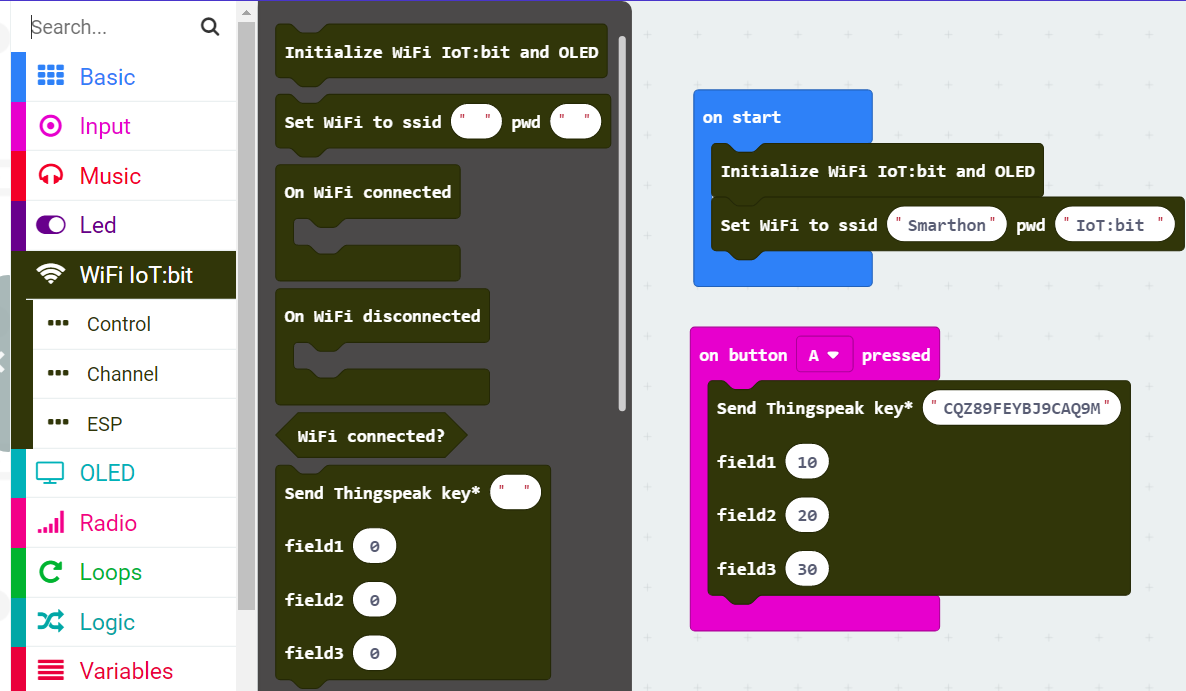 Search...
Basic
Input
Music
Led
WiFi IoT:bit
Control
Channel
ESP
OLED
Radio
Loops
Logic
Variables
Initialize WiFi IoT:bit and OLED
Set WiFi to ssid " " pwd " "
On WiFi connected
On WiFi disconnected
WiFi connected?
Send Thingspeak key* " "
field1 0
field2 0
field3 0
on start
Initialize WiFi IoT:bit and OLED
Set WiFi to ssid "Smarthon" pwd "IoT:bit "
on button A pressed
Send Thingspeak key* "CQZ89FEYBJ9CAQ9M"
field1 10
field2 20
field3 30